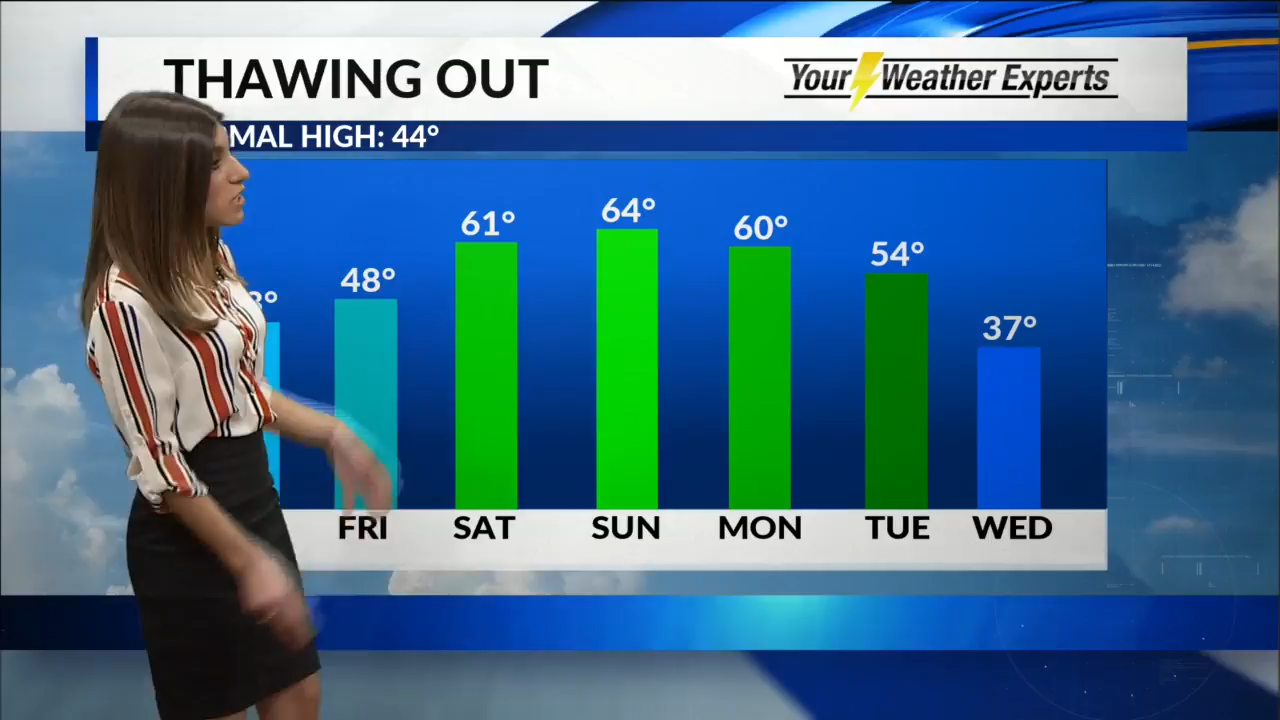 THAWING OUT
Your Weather Experts
MAL HIGH: 44°
48° 61° 64° 60° 54° 37°
FRI SAT SUN MON TUE WED